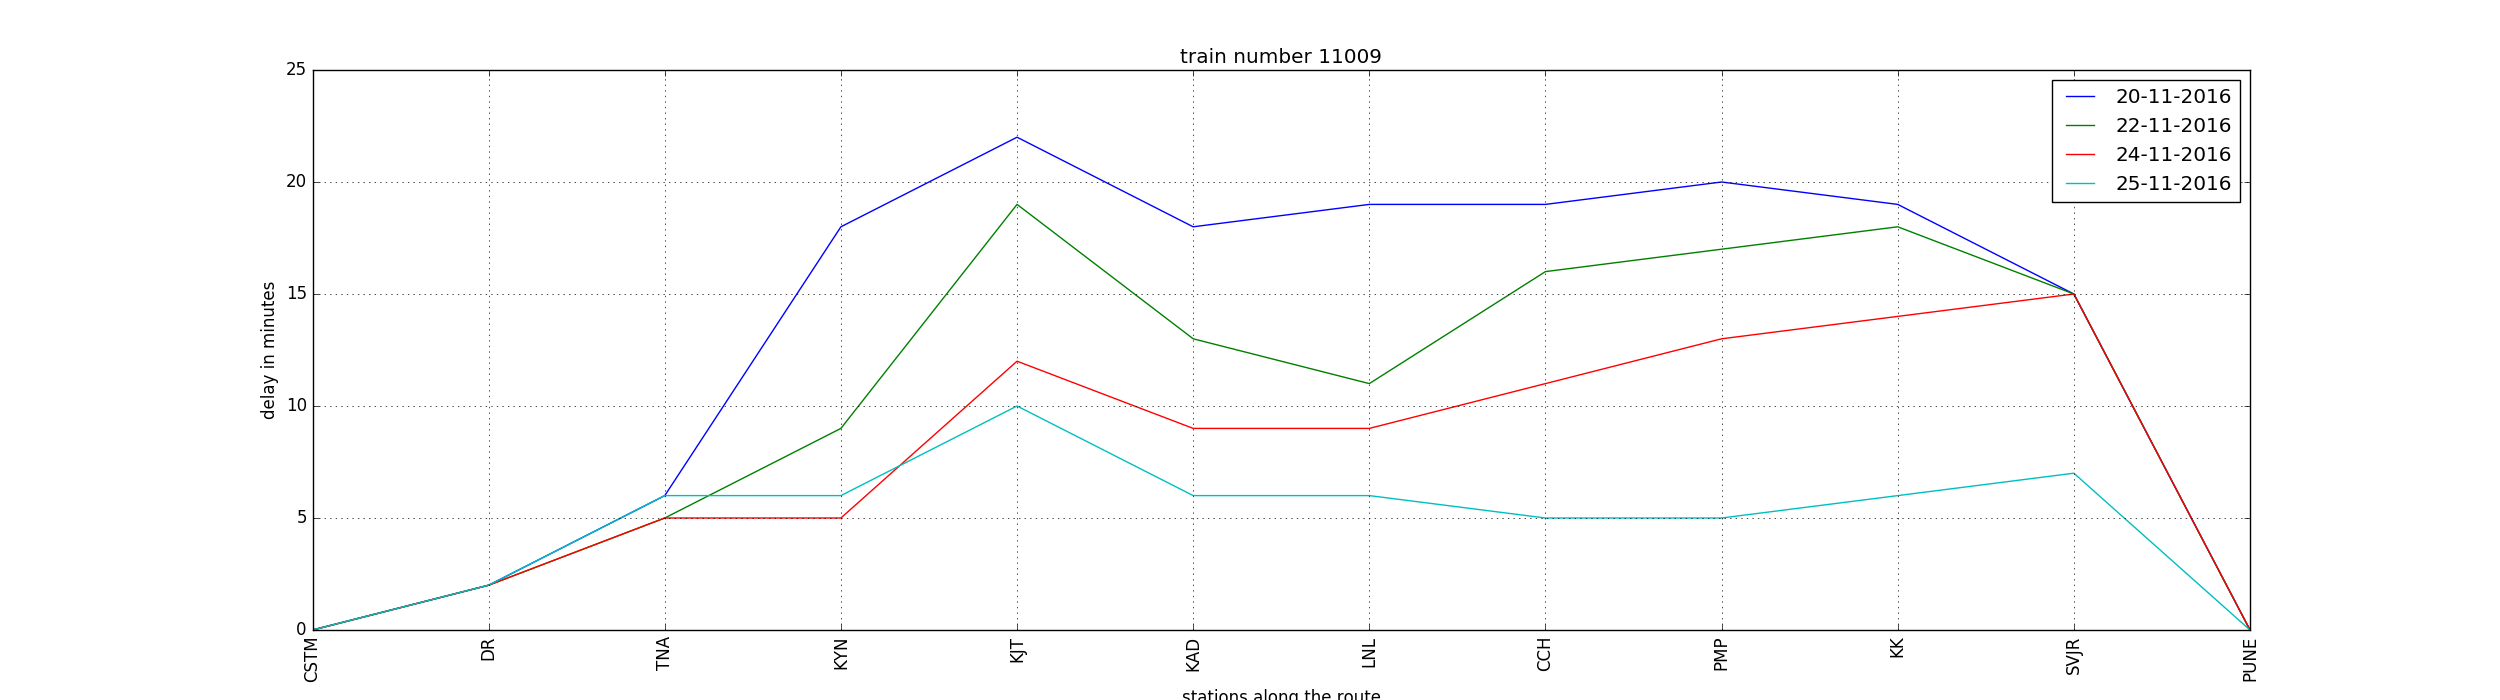 train number 11009
25
20
15
10
5
0
delay in minutes
20-11-2016
22-11-2016
24-11-2016
25-11-2016
CSTM
DR
TNA
KYN
KJT
KAD
LNL
CCH
PMP
KK
SVJR
PUNE
stations along the route